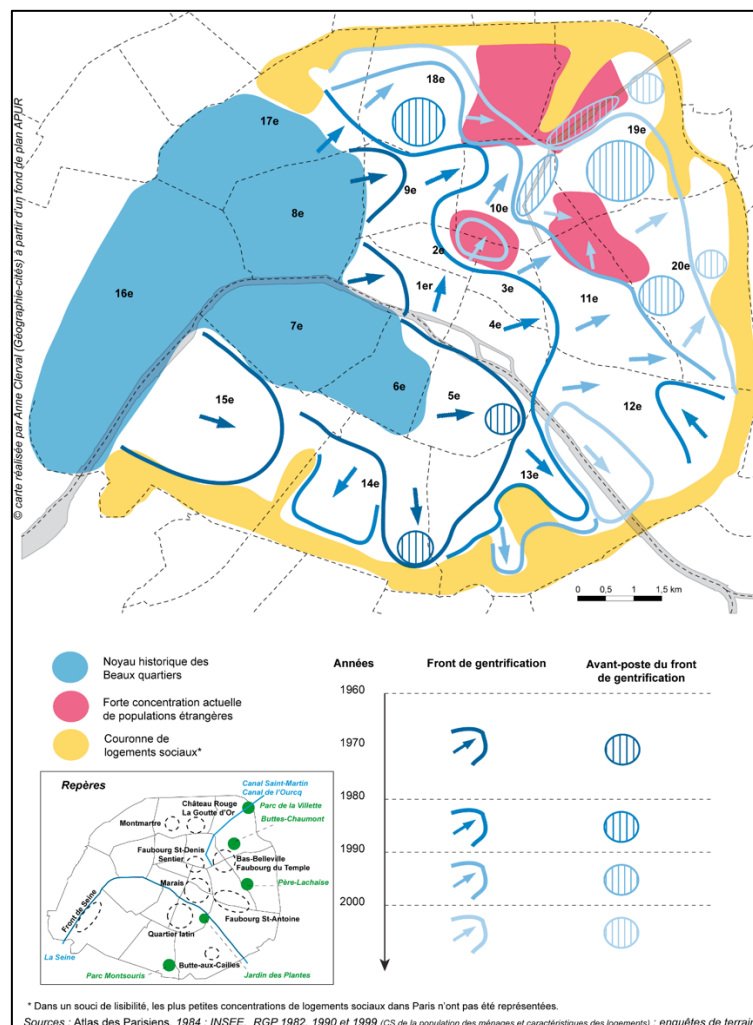 © carte réalisée par Anne Clerval (Géographie-cités) à partir d'un fond de plan APUR
18e
17e
19e
9e
10e
8e
2e
20e
16e
1er
3e
11e
4e
7e
6e
5e
15e
12e
14e
13e
0 0,5 1 1,5 km
Noyau historique des
Beaux quartiers
Forte concentration actuelle
de populations étrangères
Couronne de
logements sociaux*
Années
Front de gentrification
Avant-poste du front
de gentrification
1960
1970
1980
1990
2000
Repères
Canal Saint-Martin
Canal de l'Ourcq
Château Rouge
La Goutte d'Or
Parc de la Villette
Montmartre
Buttes-Chaumont
Faubourg St-Denis
Sentier
Bas-Belleville
Faubourg du Temple
Marais
Père-Lachaise
Front de Seine
Faubourg St-Antoine
Quartier latin
La Seine
Butte-aux-Cailles
Parc Montsouris
Jardin des Plantes
* Dans un souci de lisibilité, les plus petites concentrations de logements sociaux dans Paris n'ont pas été représentées.
Sources : Atlas des Parisiens, 1984 ; INSEE, RGP 1982, 1990 et 1999 (CS de la population des ménages et caractéristiques des logements) ; enquêtes de terrain